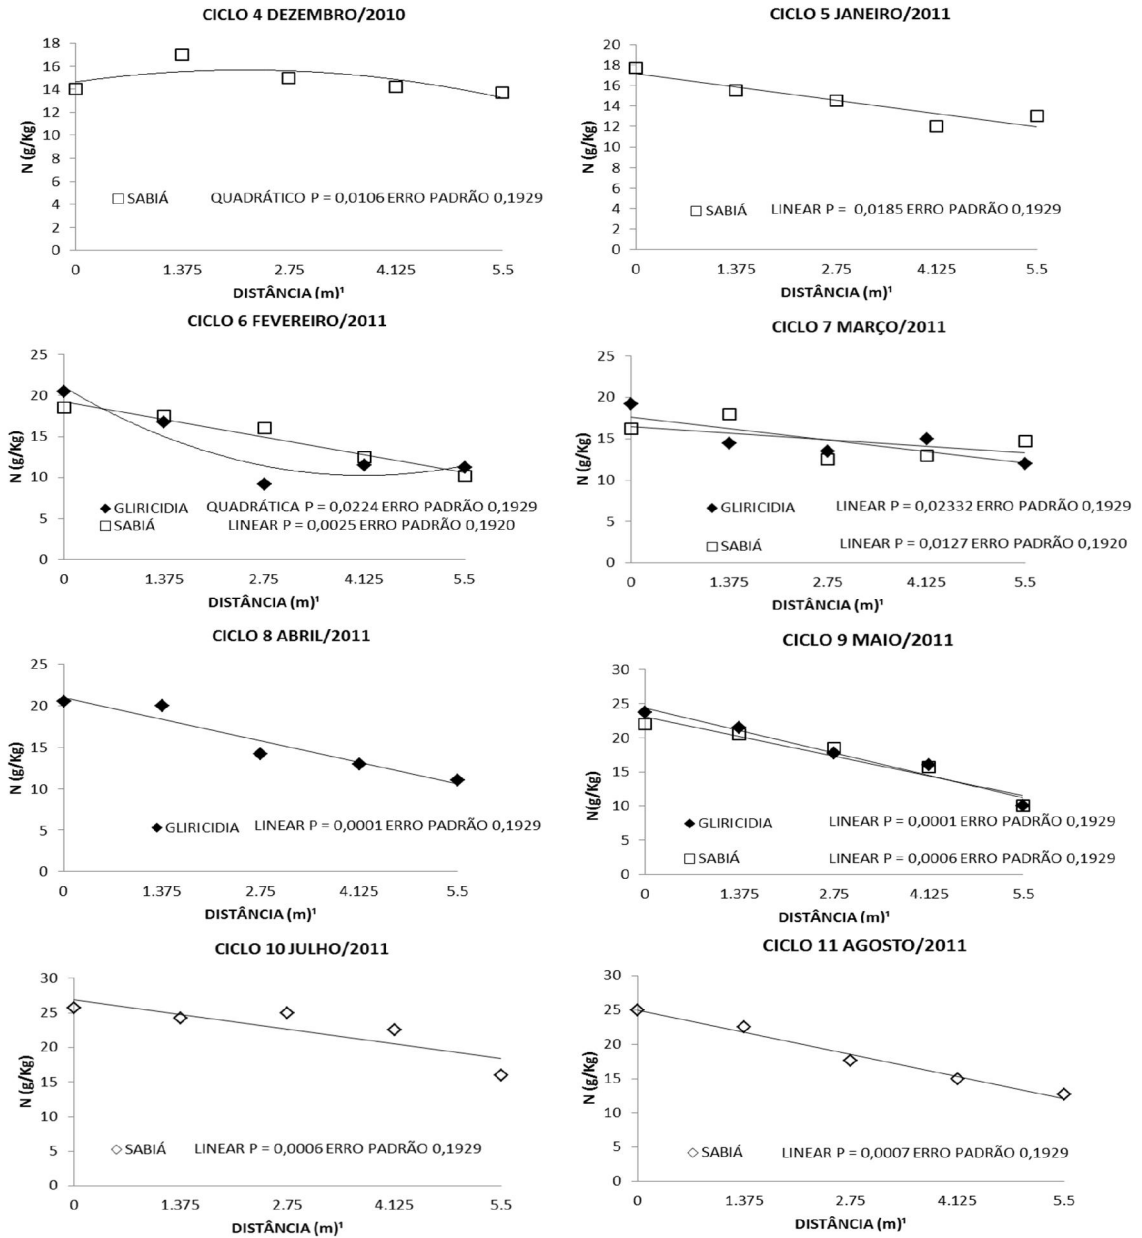 CICLO 4 DEZEMBRO/2010
18
16
14
12
10
8
6
4
2
0
N (g/Kg)
SABIÁ QUADRÁTICO P = 0,0106 ERRO PADRÃO 0,1929
0 1.375 2.75 4.125 5.5
DISTÂNCIA (m)¹
CICLO 5 JANEIRO/2011
20
18
16
14
12
10
8
6
4
2
0
N (g/Kg)
SABIÁ LINEAR P = 0,0185 ERRO PADRÃO 0,1929
0 1.375 2.75 4.125 5.5
DISTÂNCIA (m)¹
CICLO 6 FEVEREIRO/2011
25
20
15
10
5
0
N (g/Kg)
GLIRICIDIA QUADRÁTICA P = 0,0224 ERRO PADRÃO 0,1929
SABIÁ LINEAR P = 0,0025 ERRO PADRÃO 0,1920
0 1.375 2.75 4.125 5.5
DISTÂNCIA (m)¹
CICLO 7 MARÇO/2011
25
20
15
10
5
0
N (g/Kg)
GLIRICIDIA LINEAR P = 0,02332 ERRO PADRÃO 0,1929
SABIÁ LINEAR P = 0,0127 ERRO PADRÃO 0,1920
0 1.375 2.75 4.125 5.5
DISTÂNCIA (m)¹
CICLO 8 ABRIL/2011
25
20
15
10
5
0
N (g/Kg)
GLIRICIDIA LINEAR P = 0,0001 ERRO PADRÃO 0,1929
0 1.375 2.75 4.125 5.5
DISTÂNCIA (m)¹
CICLO 9 MAIO/2011
30
25
20
15
10
5
0
N(g/Kg)
GLIRICIDIA LINEAR P = 0,0001 ERRO PADRÃO 0,1929
SABIÁ LINEAR P = 0,0006 ERRO PADRÃO 0,1929
0 1.375 2.75 4.125 5.5
DISTÂNCIA (m)¹
CICLO 10 JULHO/2011
30
25
20
15
10
5
0
N (g/Kg)
SABIÁ LINEAR P = 0,0006 ERRO PADRÃO 0,1929
0 1.375 2.75 4.125 5.5
DISTÂNCIA (m)¹
CICLO 11 AGOSTO/2011
30
25
20
15
10
5
0
N (g/Kg)
SABIÁ LINEAR P = 0,0007 ERRO PADRÃO 0,1929
0 1.375 2.75 4.125 5.5
DISTÂNCIA (m)¹